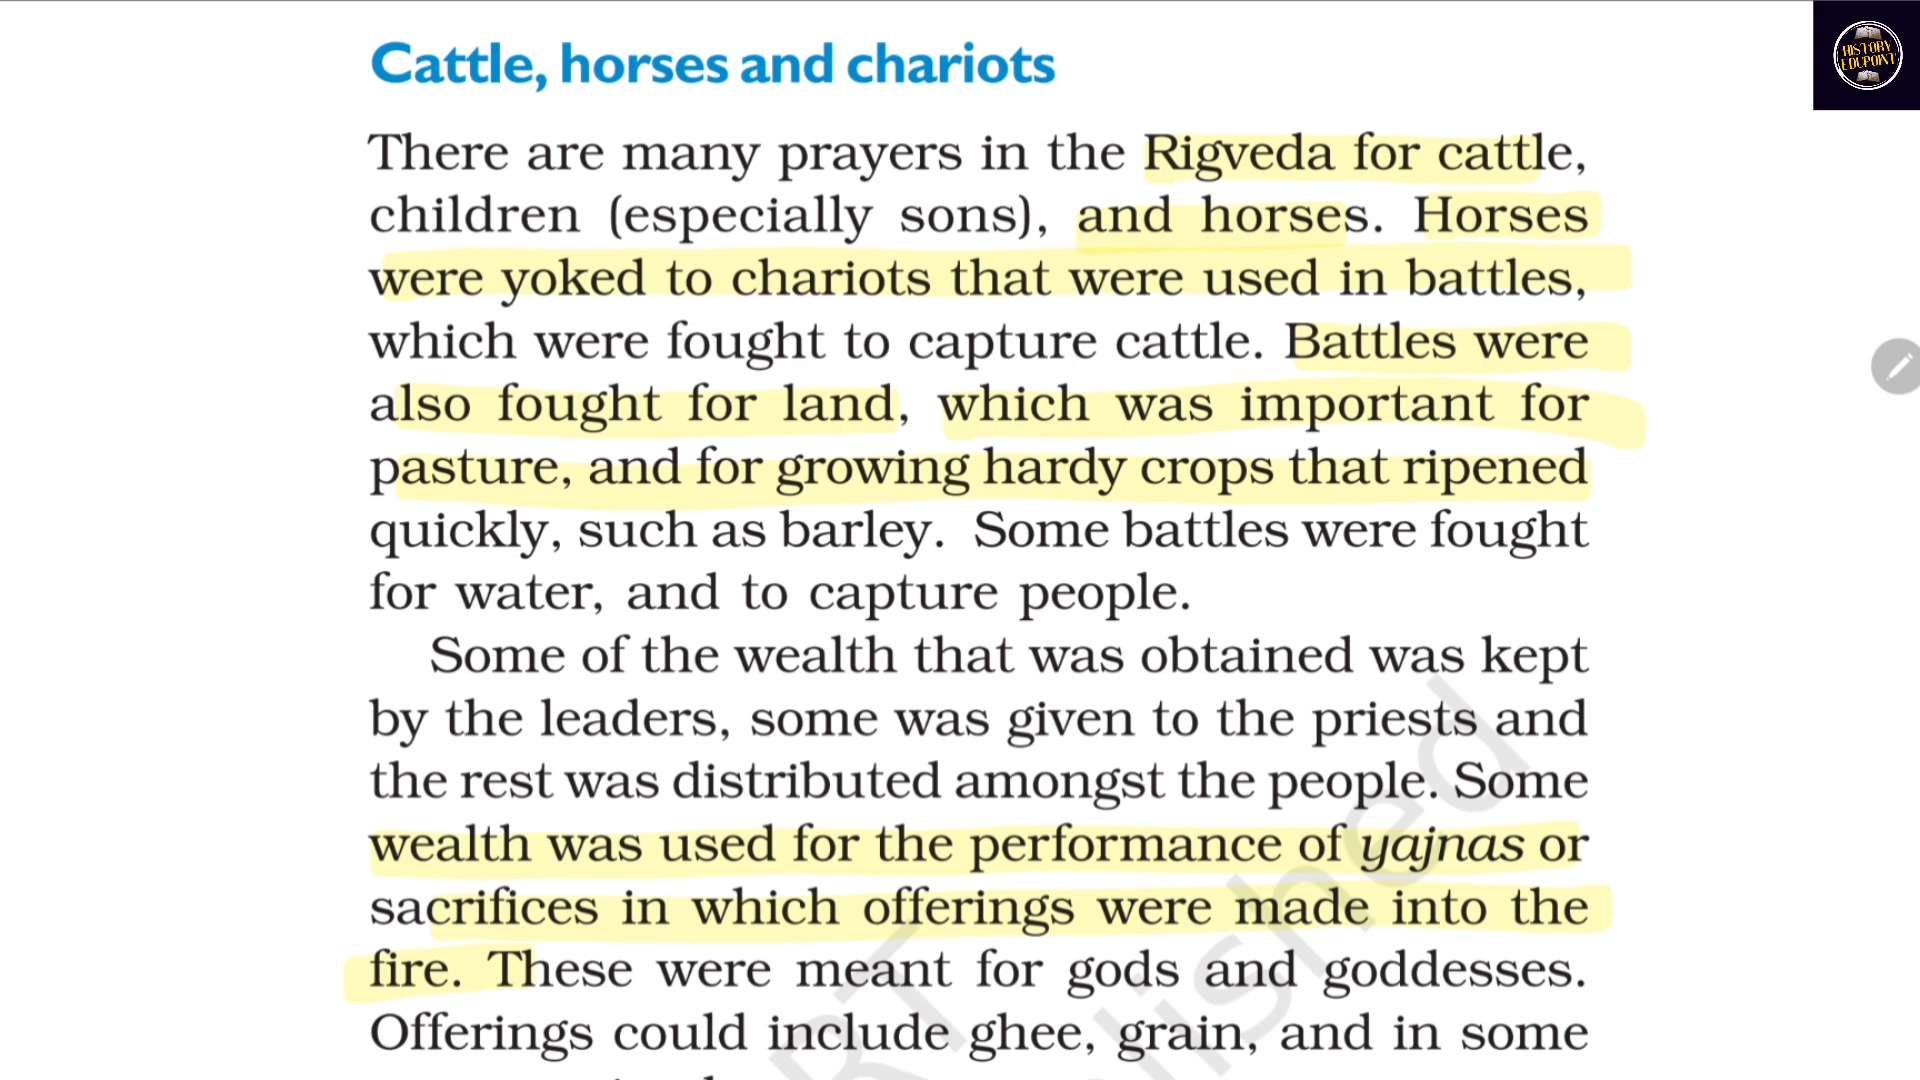 HISTORY
EDUPOINT
Cattle, horses and chariots
There are many prayers in the Rigveda for cattle,
children (especially sons), and horses. Horses
were yoked to chariots that were used in battles,
which were fought to capture cattle. Battles were
also fought for land, which was important for
pasture, and for growing hardy crops that ripened
quickly, such as barley. Some battles were fought
for water, and to capture people.
Some of the wealth that was obtained was kept
by the leaders, some was given to the priests and
the rest was distributed amongst the people. Some
wealth was used for the performance of yajnas or
sacrifices in which offerings were made into the
fire. These were meant for gods and goddesses.
Offerings could include ghee, grain, and in some